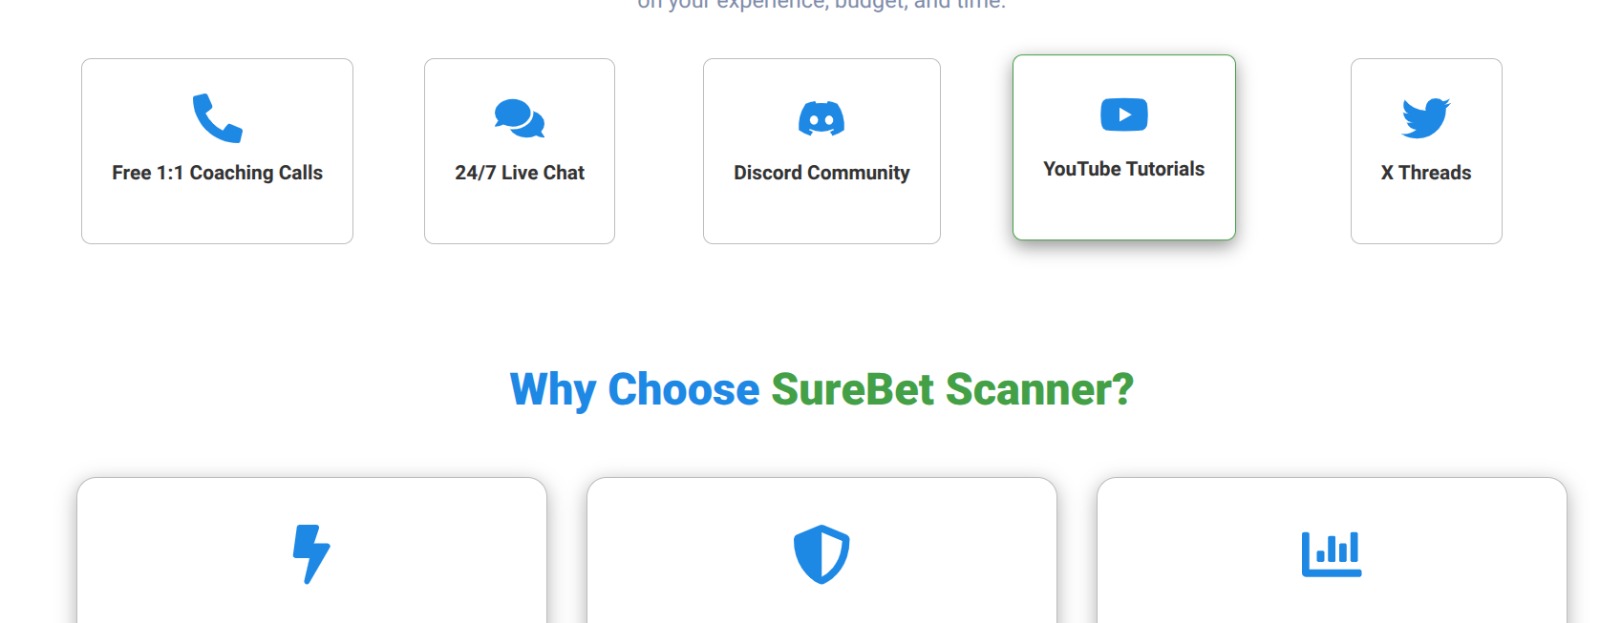 on your experience, budget, and time.
Free 1:1 Coaching Calls
24/7 Live Chat
Discord Community
YouTube Tutorials
X Threads
Why Choose SureBet Scanner?